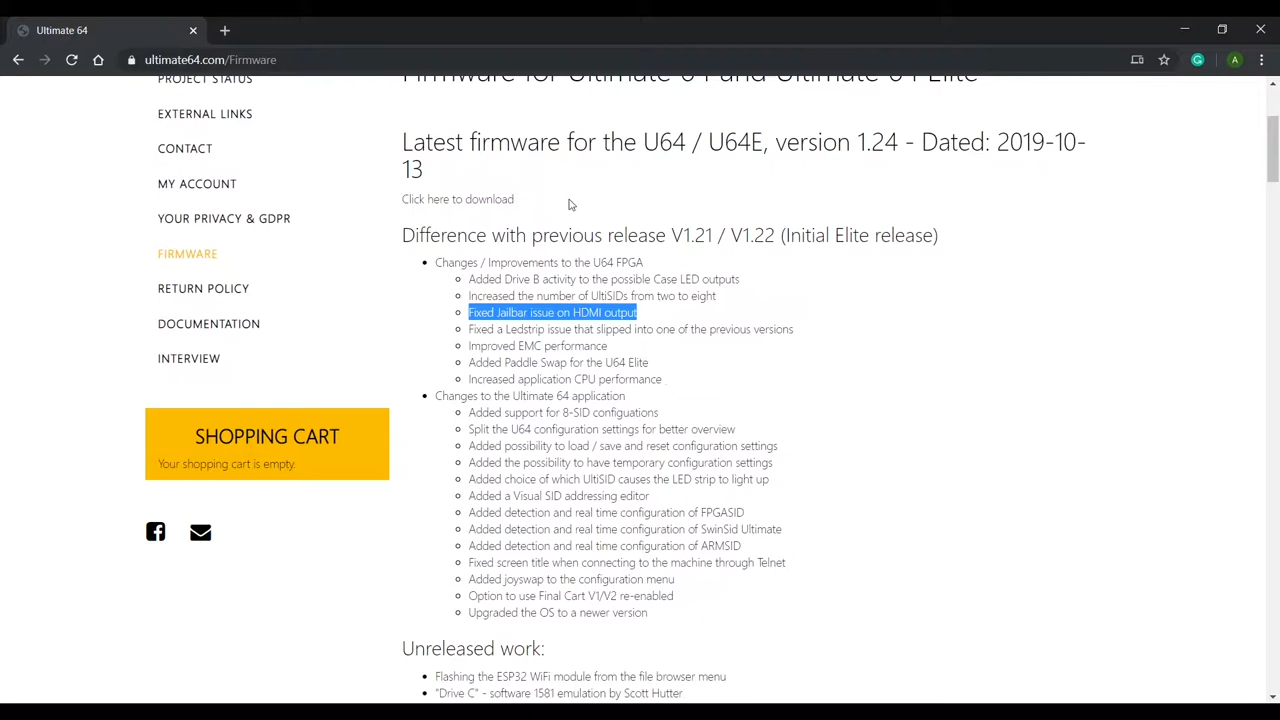 Ultimate 64
ultimate64.com/Firmware
A
PROJECT STATUS
EXTERNAL LINKS
CONTACT
MY ACCOUNT
YOUR PRIVACY & GDPR
FIRMWARE
RETURN POLICY
DOCUMENTATION
INTERVIEW
SHOPPING CART
Your shopping cart is empty.
Firmware for Ultimate 64 and Ultimate 64 Elite
Latest firmware for the U64 / U64E, version 1.24 - Dated: 2019-10-
13
Click here to download
Difference with previous release V1.21 / V1.22 (Initial Elite release)
Changes / Improvements to the U64 FPGA
Added Drive B activity to the possible Case LED outputs
Increased the number of UltiSIDs from two to eight
Fixed Jailbar issue on HDMI output
Fixed a Ledstrip issue that slipped into one of the previous versions
Improved EMC performance
Added Paddle Swap for the U64 Elite
Increased application CPU performance
Changes to the Ultimate 64 application
Added support for 8-SID configuations
Split the U64 configuration settings for better overview
Added possibility to load / save and reset configuration settings
Added the possibility to have temporary configuration settings
Added choice of which UltiSID causes the LED strip to light up
Added a Visual SID addressing editor
Added detection and real time configuration of FPGASID
Added detection and real time configuration of SwinSid Ultimate
Added detection and real time configuration of ARMSID
Fixed screen title when connecting to the machine through Telnet
Added joyswap to the configuration menu
Option to use Final Cart V1/V2 re-enabled
Upgraded the OS to a newer version
Unreleased work:
Flashing the ESP32 WiFi module from the file browser menu
"Drive C" - software 1581 emulation by Scott Hutter